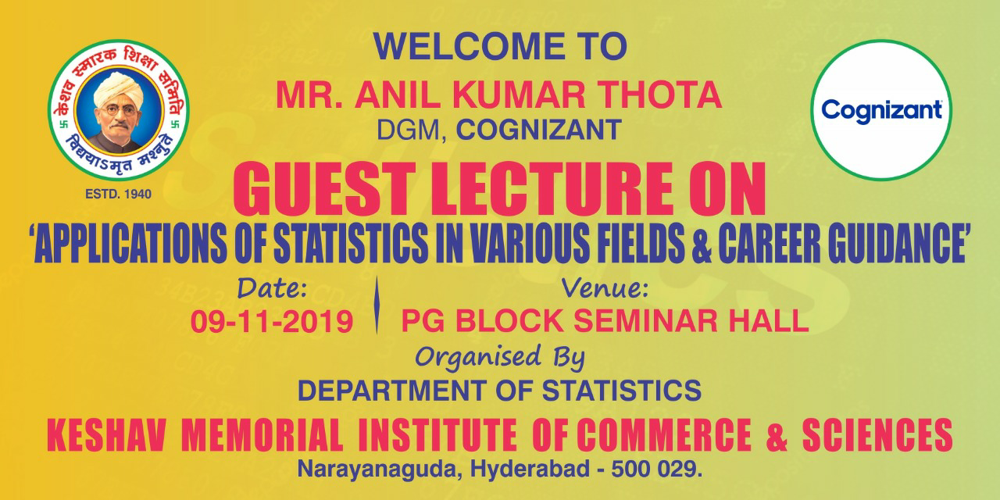 केशव स्मारक शिक्षा समिति
विद्ययाऽमृत मश्नुते
ESTD. 1940
Cognizant
WELCOME TO
MR. ANIL KUMAR THOTA
DGM, COGNIZANT
GUEST LECTURE ON
‘APPLICATIONS OF STATISTICS IN VARIOUS FIELDS & CAREER GUIDANCE’
Date:
09-11-2019
Venue:
PG BLOCK SEMINAR HALL
Organised By
DEPARTMENT OF STATISTICS
KESHAV MEMORIAL INSTITUTE OF COMMERCE & SCIENCES
Narayanaguda, Hyderabad - 500 029.